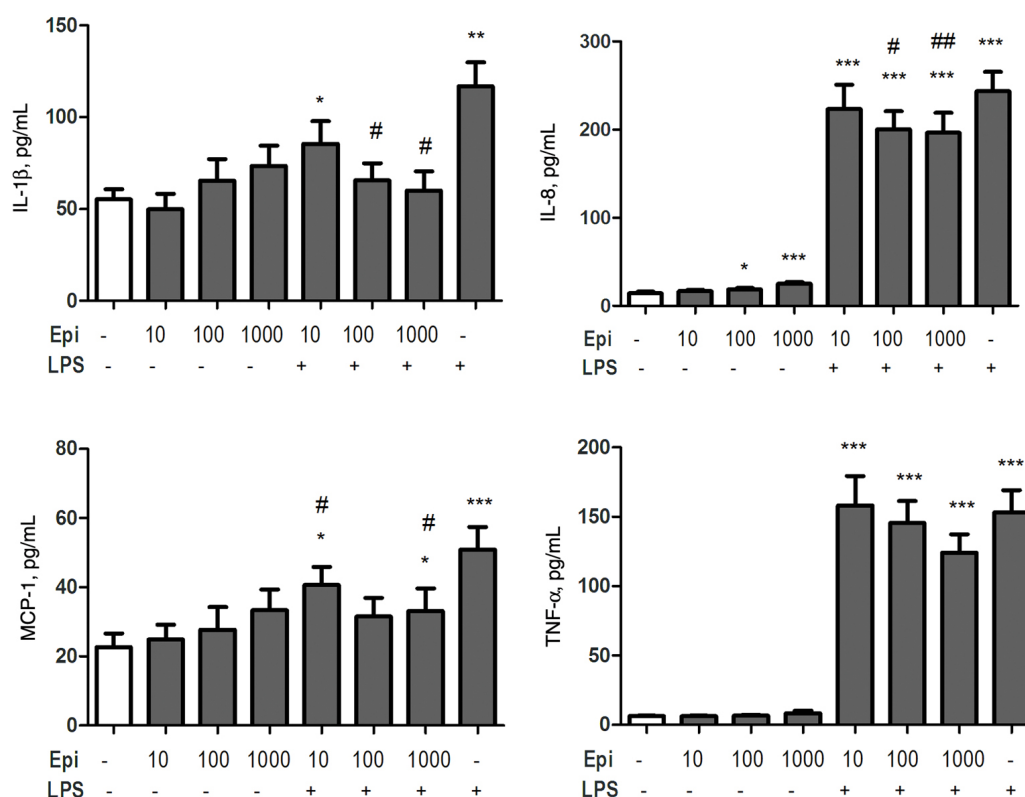 150
100
50
0
IL-1β, pg/mL
* # # **
Epi - 10 100 1000 10 100 1000 -
LPS - - - - + + + +
300
200
100
0
IL-8, pg/mL
# ##
* *** *** *** *** ***
Epi - 10 100 1000 10 100 1000 -
LPS - - - - + + + +
80
60
40
20
0
MCP-1, pg/mL
# #
* * ***
Epi - 10 100 1000 10 100 1000 -
LPS - - - - + + + +
200
150
100
50
0
TNF-α, pg/mL
*** *** *** ***
Epi - 10 100 1000 10 100 1000 -
LPS - - - - + + + +